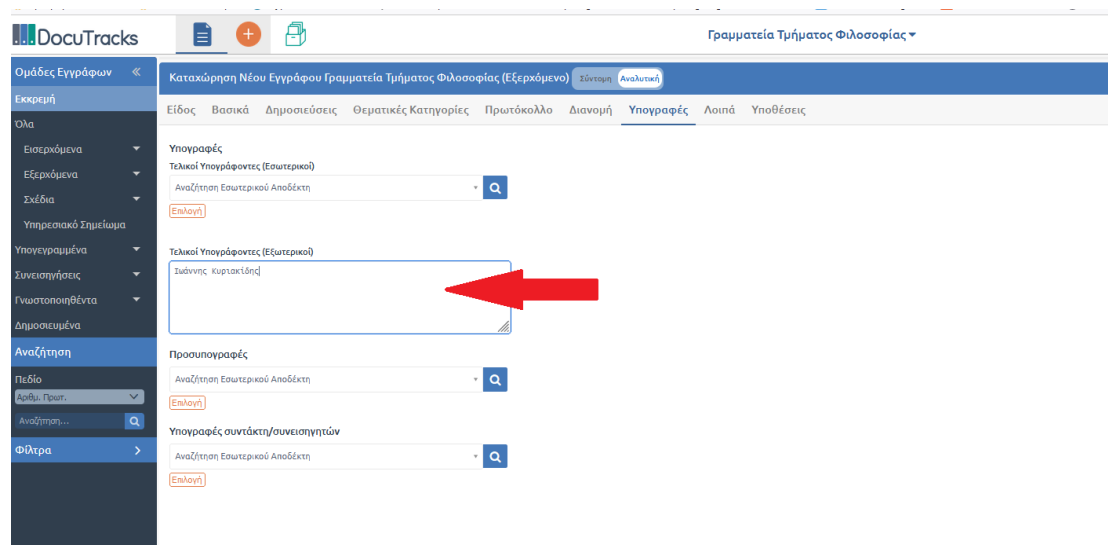 DocuTracks
Γραμματεία Τμήματος Φιλοσοφίας
Ομάδες Εγγράφων
Εκκρεμή
Όλα
Εισερχόμενα
Εξερχόμενα
Σχέδια
Υπηρεσιακό Σημείωμα
Υπογεγραμμένα
Συνεισηγήσεις
Γνωστοποιηθέντα
Δημοσιευμένα
Αναζήτηση
Πεδίο
Αριθμ. Πρωτ.
Αναζήτηση...
Φίλτρα
Καταχώρηση Νέου Εγγράφου Γραμματεία Τμήματος Φιλοσοφίας (Εξερχόμενο) Σύντομη Αναλυτική
Είδος Βασικά Δημοσιεύσεις Θεματικές Κατηγορίες Πρωτόκολλο Διανομή Υπογραφές Λοιπά Υποθέσεις
Υπογραφές
Τελικοί Υπογράφοντες (Εσωτερικοί)
Αναζήτηση Εσωτερικού Αποδέκτη
Επιλογή
Τελικοί Υπογράφοντες (Εξωτερικοί)
Ιωάννης Κυριακίδης
Προσυπογραφές
Αναζήτηση Εσωτερικού Αποδέκτη
Επιλογή
Υπογραφές συντάκτη/συνεισηγητών
Αναζήτηση Εσωτερικού Αποδέκτη
Επιλογή